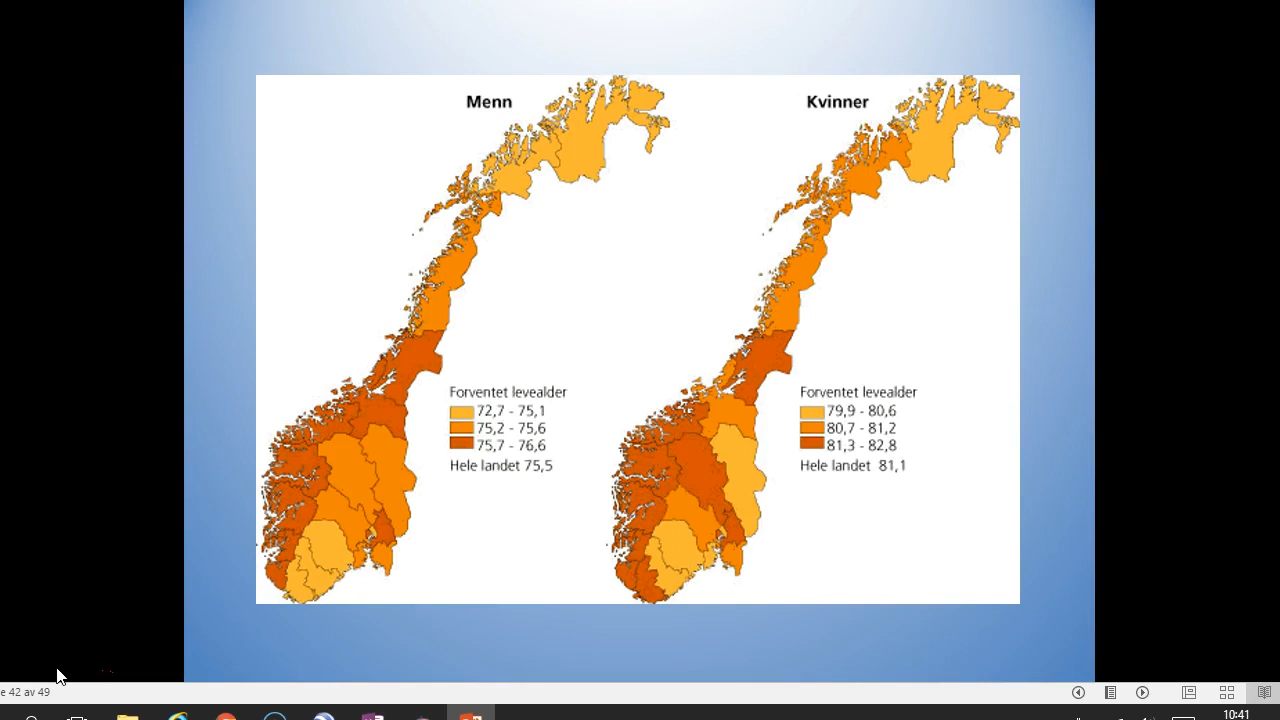 Menn
Kvinner
Forventet levealder
72,7 - 75,1
75,2 - 75,6
75,7 - 76,6
Hele landet 75,5
Forventet levealder
79,9 - 80,6
80,7 - 81,2
81,3 - 82,8
Hele landet 81,1
e 42 av 49
10:41